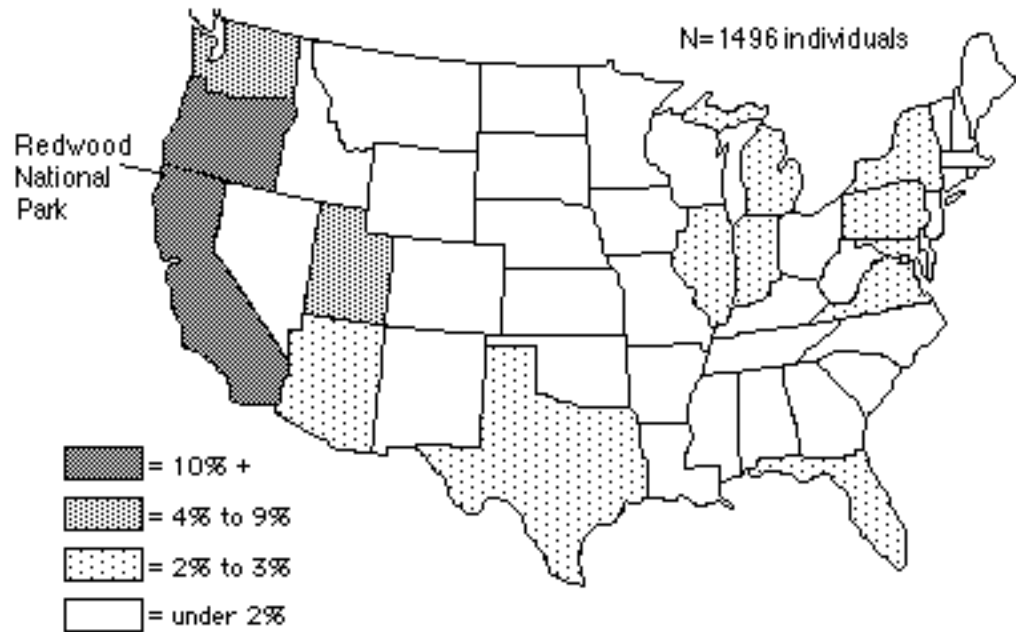 N=1496 individuals
Redwood
National
Park
= 10% +
= 4% to 9%
= 2% to 3%
= under 2%